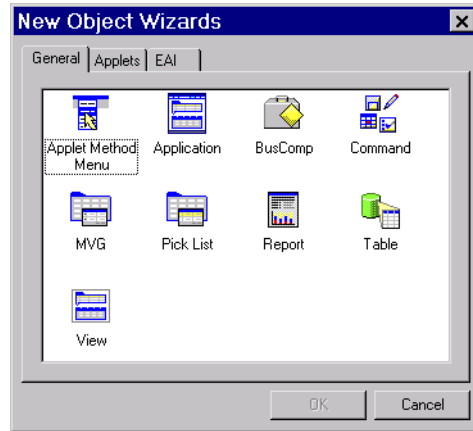 New Object Wizards
General Applets EAI
Applet Method Menu
Application
BusComp
Command
MVG
Pick List
Report
Table
View
OK
Cancel